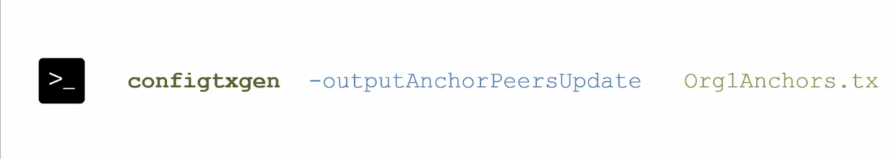 >_ configtxgen -outputAnchorPeersUpdate Org1Anchors.tx